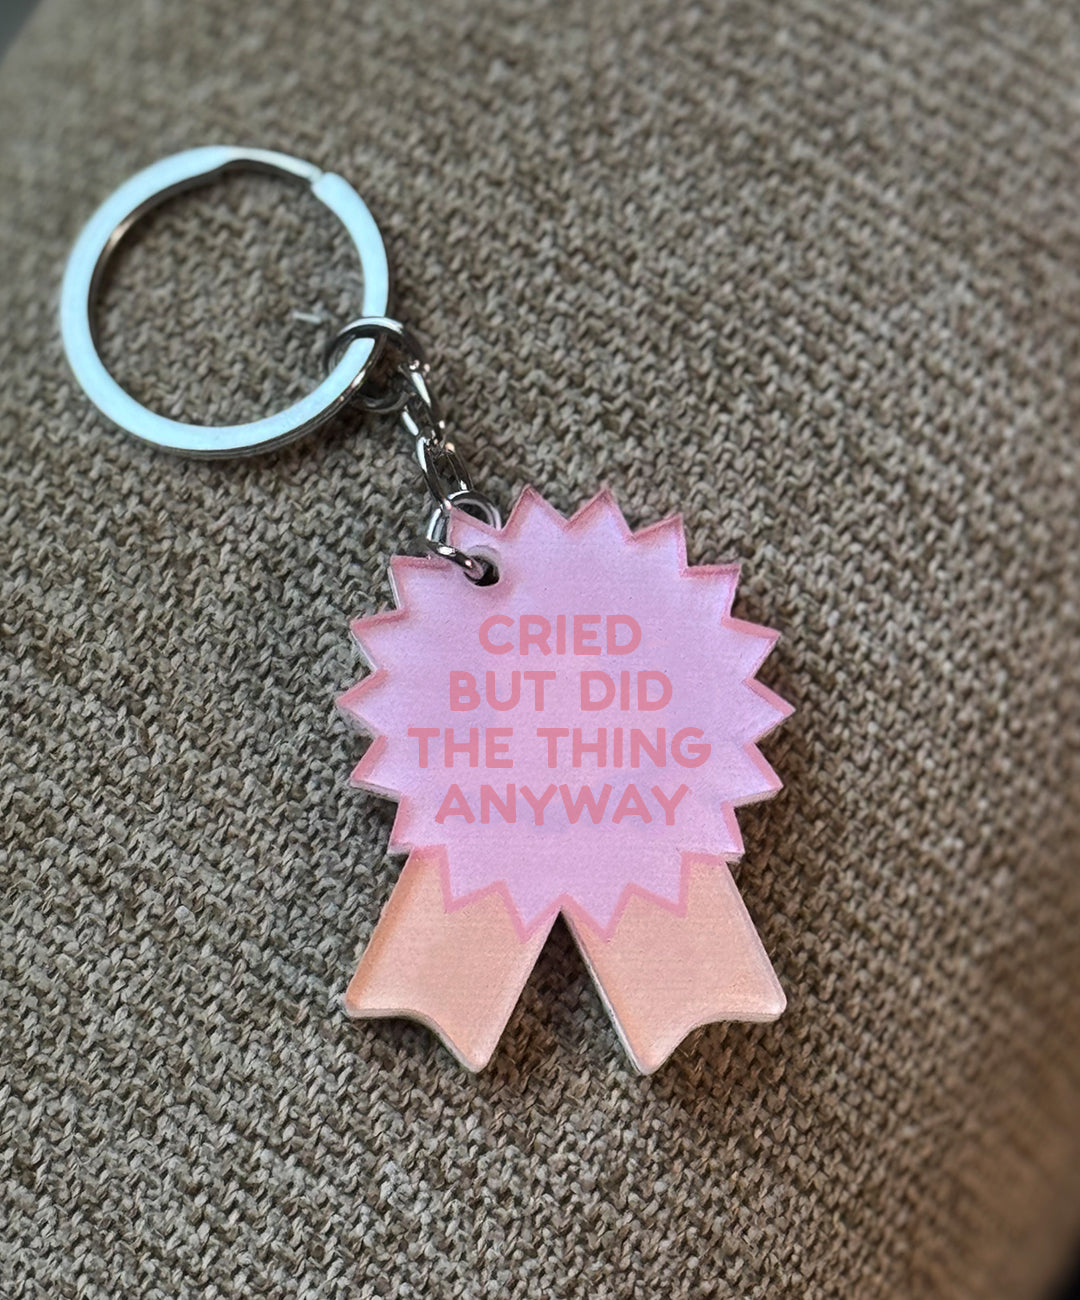 CRIED
BUT DID
THE THING
ANYWAY